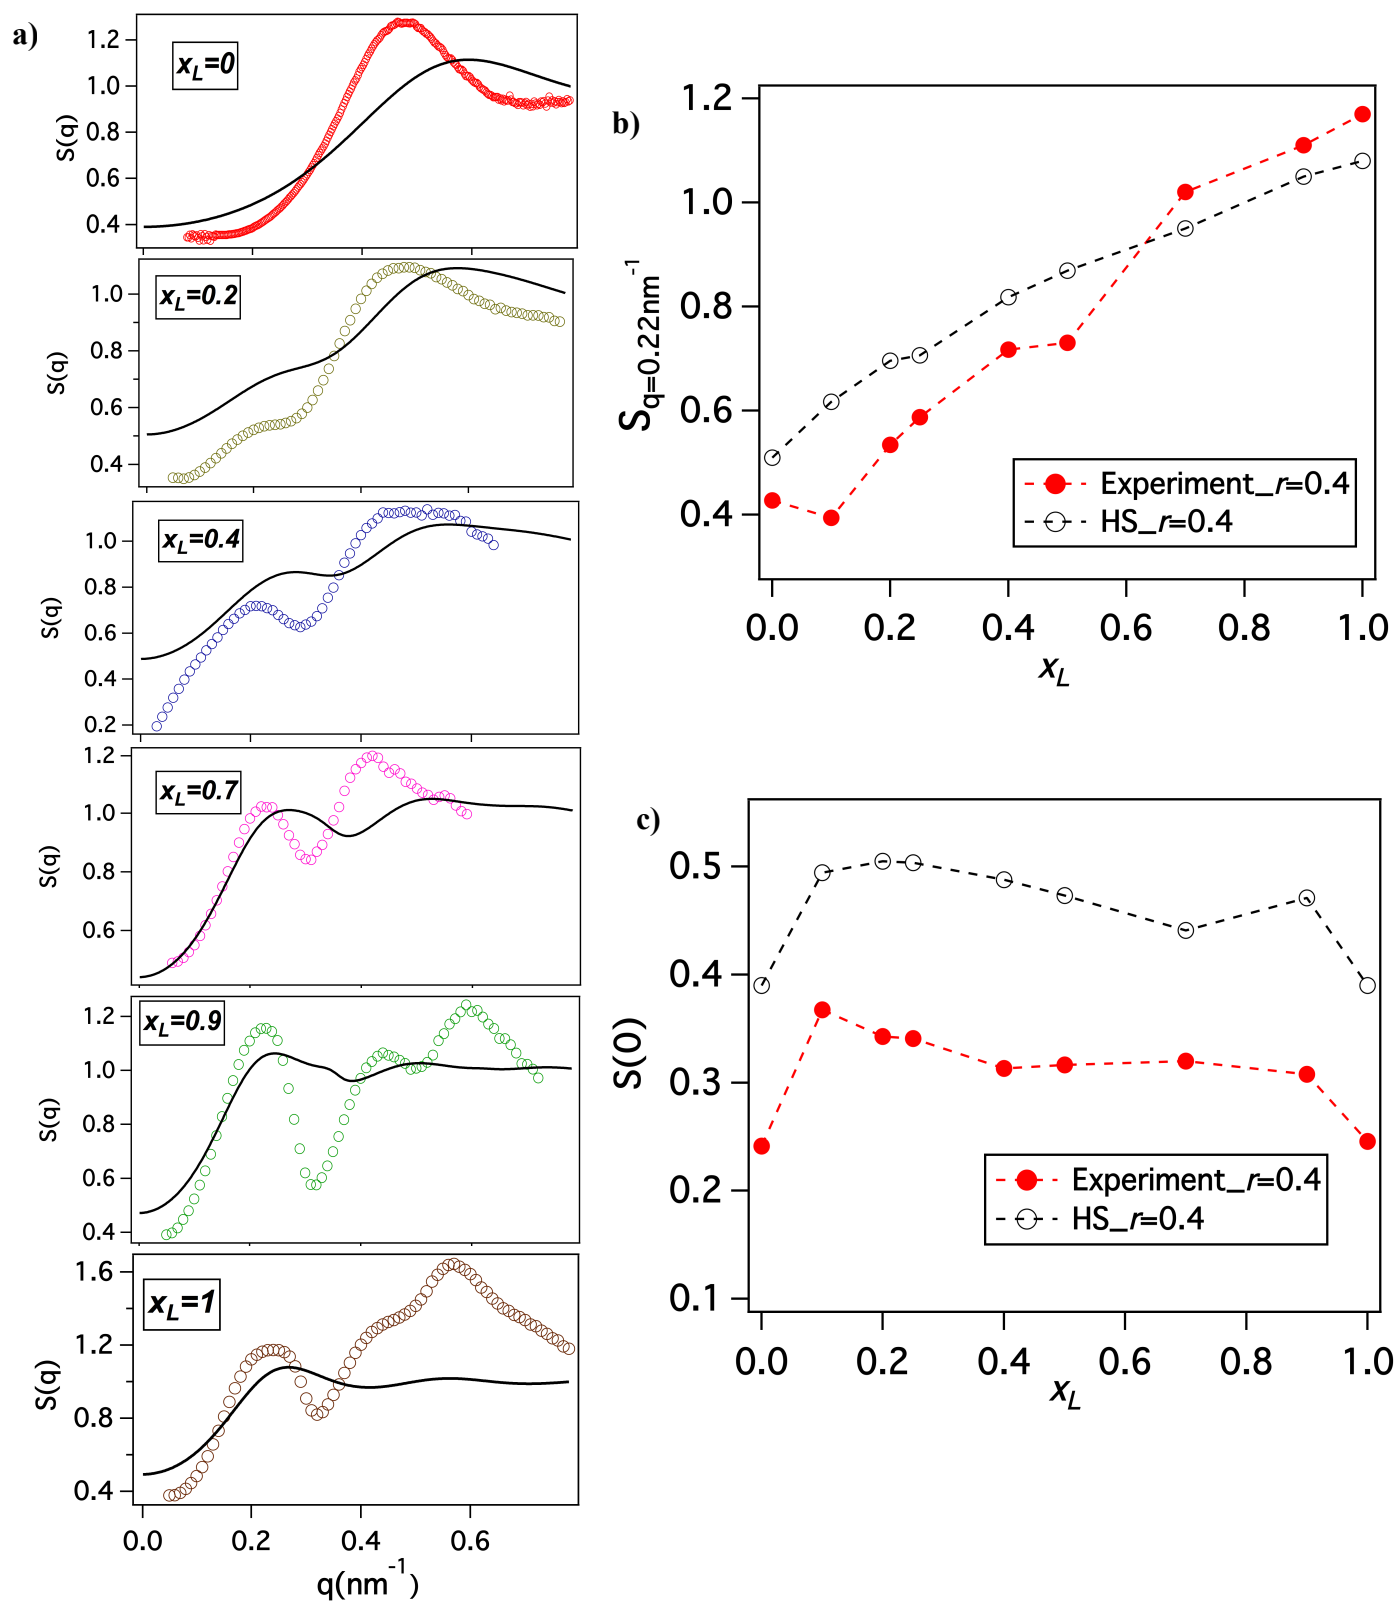 a)
x_L=0
1.2
1.0
0.8
0.6
0.4
S(q)
x_L=0.2
1.0
0.8
0.6
0.4
S(q)
x_L=0.4
1.0
0.8
0.6
0.4
0.2
S(q)
x_L=0.7
1.2
1.0
0.8
0.6
S(q)
x_L=0.9
1.2
1.0
0.8
0.6
0.4
S(q)
x_L=1
1.6
1.2
0.8
0.4
S(q)
0.0 0.2 0.4 0.6
q(nm⁻¹)
b)
1.2
1.0
0.8
0.6
0.4
S_q=0.22nm⁻¹
Experiment_r=0.4
HS_r=0.4
0.0 0.2 0.4 0.6 0.8 1.0
x_L
c)
0.5
0.4
0.3
0.2
0.1
S(0)
Experiment_r=0.4
HS_r=0.4
0.0 0.2 0.4 0.6 0.8 1.0
x_L